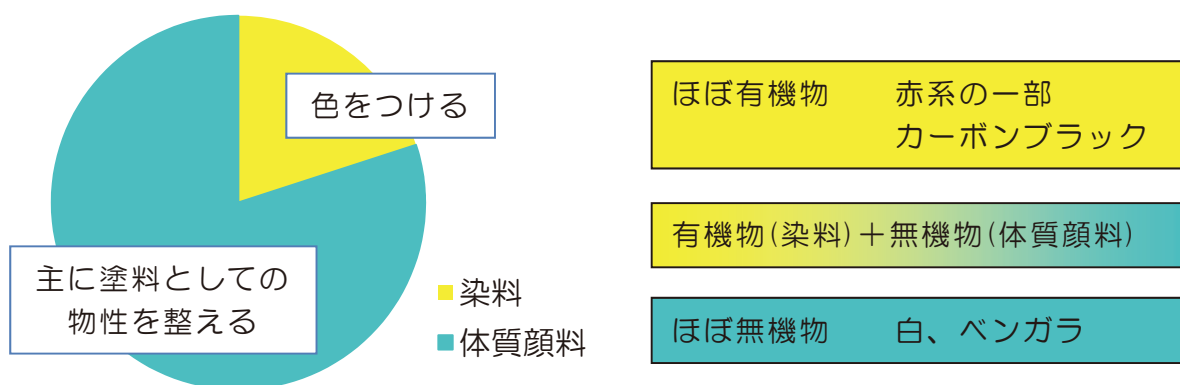 色をつける
主に塗料としての
物性を整える
染料
体質顔料
ほぼ有機物 赤系の一部
カーボンブラック
有機物(染料)＋無機物(体質顔料)
ほぼ無機物 白、ベンガラ